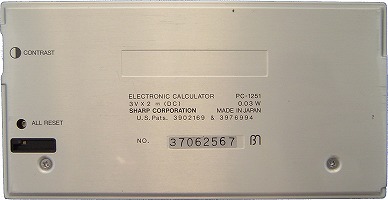 CONTRAST
ELECTRONIC CALCULATOR PC-1251
3V X 2 m (DC) 0.03 W
SHARP CORPORATION MADE IN JAPAN
U.S. Pats. 3902169 & 3976994
ALL RESET
NO. 37062567